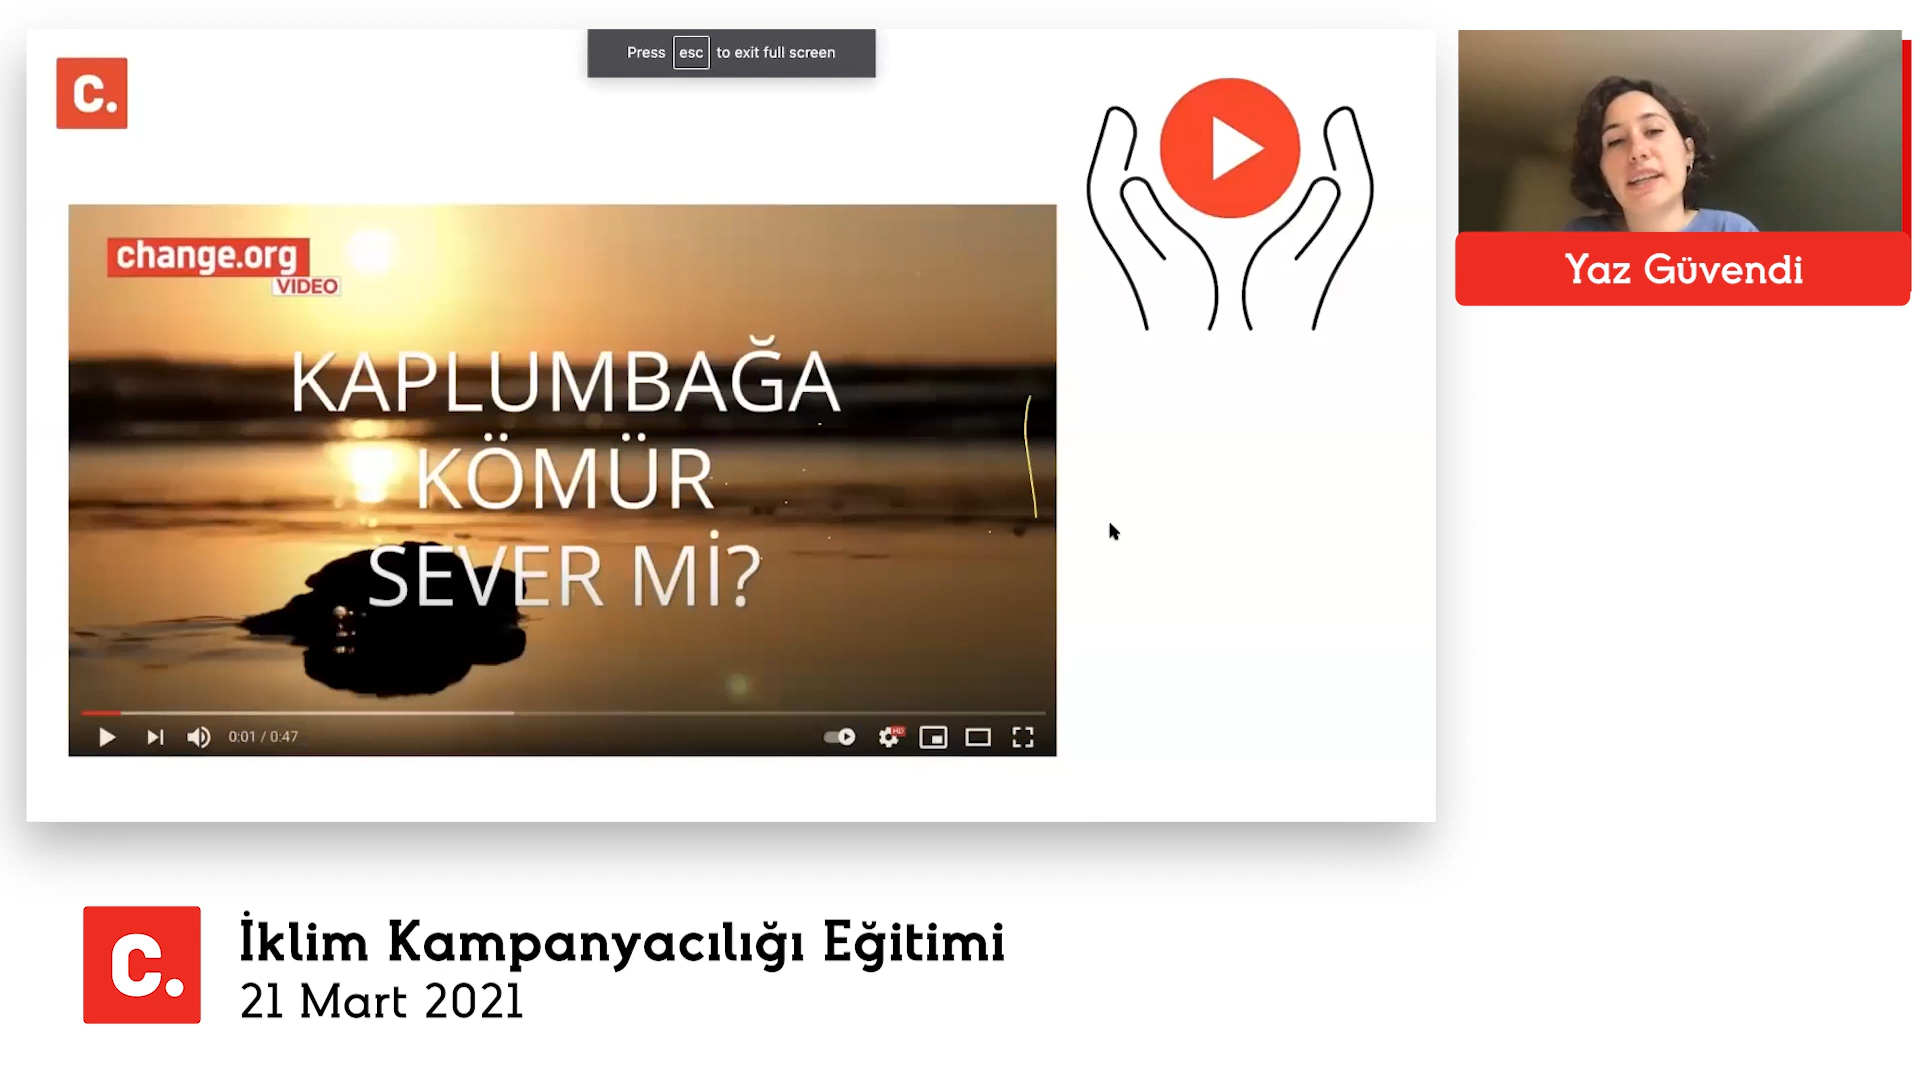 Press esc to exit full screen
C.
change.org
VIDEO
KAPLUMBAĞA
KÖMÜR
SEVER Mİ?
0:01 / 0:47
HD
Yaz Güvendi
C.
İklim Kampanyacılığı Eğitimi
21 Mart 2021